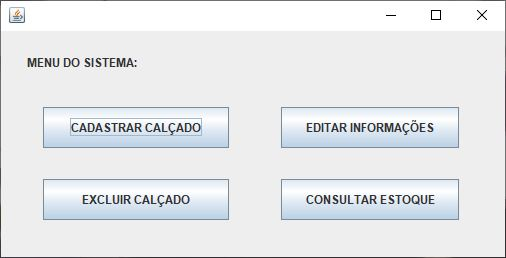 MENU DO SISTEMA:
CADASTRAR CALÇADO
EDITAR INFORMAÇÕES
EXCLUIR CALÇADO
CONSULTAR ESTOQUE